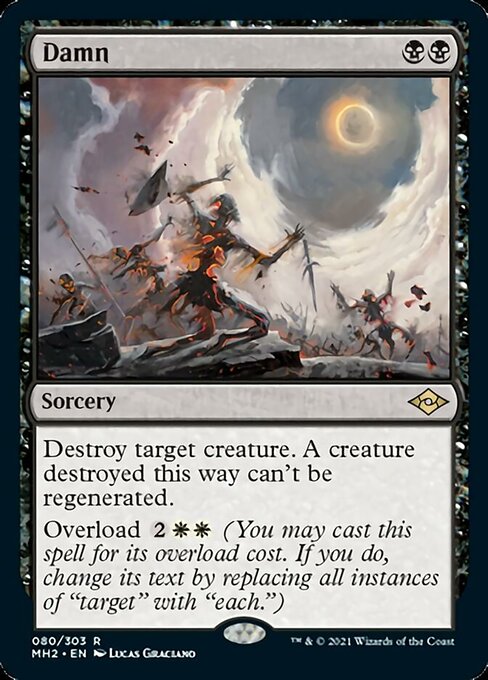 Damn
Sorcery
Destroy target creature. A creature
destroyed this way can't be
regenerated.
Overload 2 (You may cast this
spell for its overload cost. If you do,
change its text by replacing all instances
of “target” with “each.”)
080/303 R
MH2 • EN Lucas Graciano
™ & © 2021 Wizards of the Coast